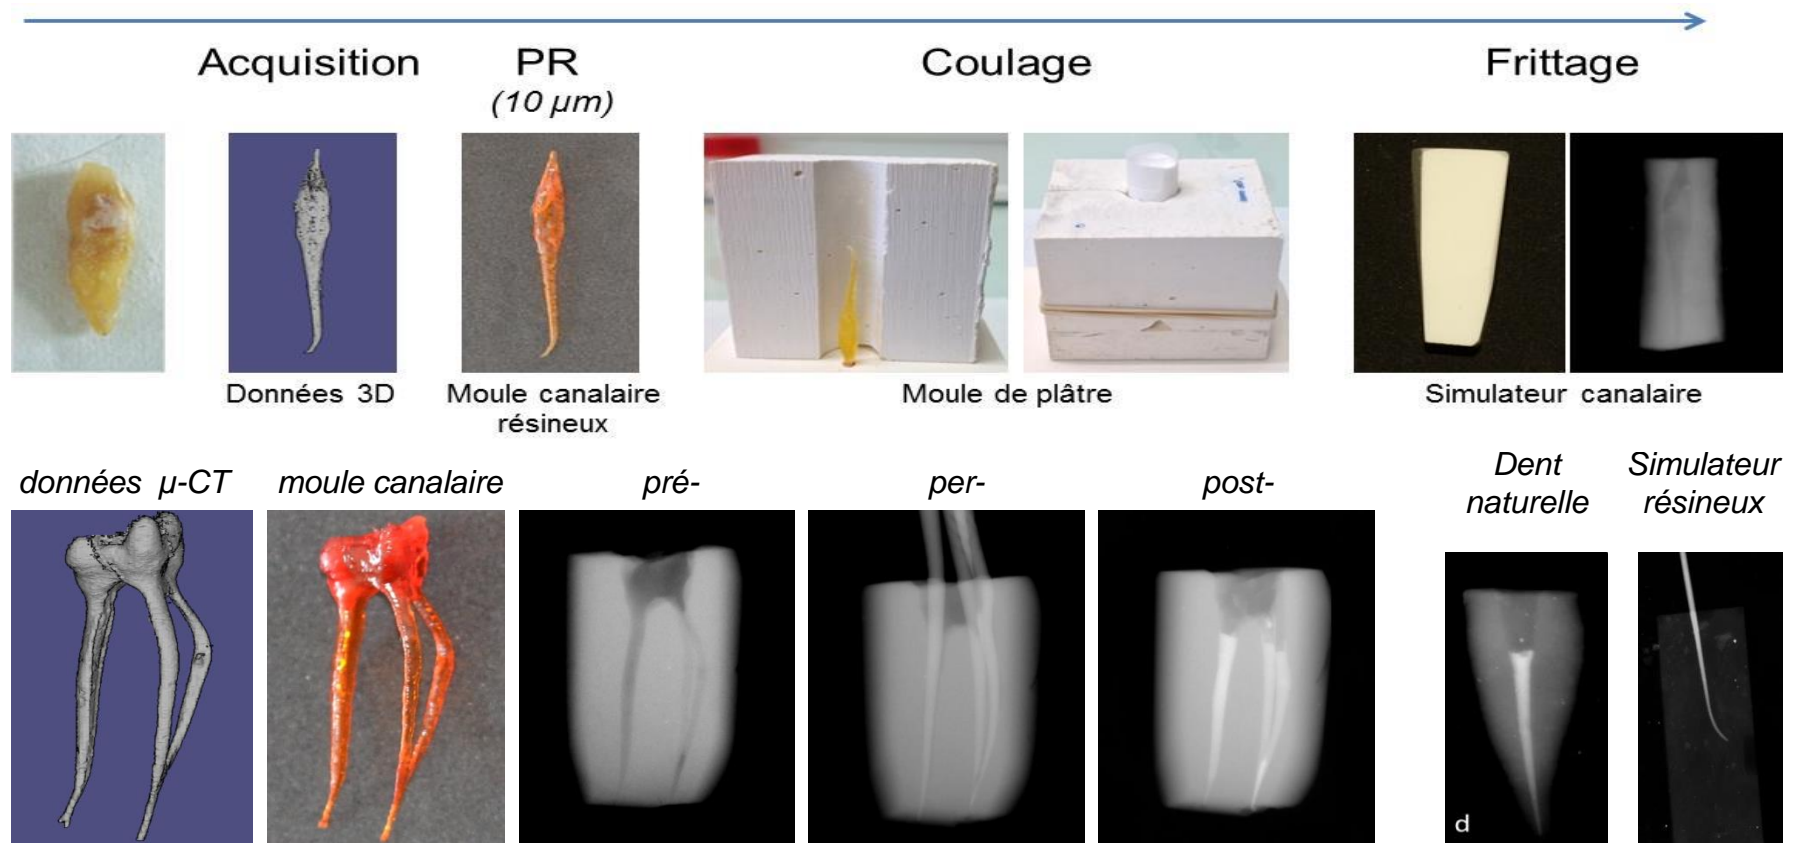 Acquisition
PR
(10 µm)
Coulage
Frittage
Données 3D
Moule canalaire
résineux
Moule de plâtre
Simulateur canalaire
données µ-CT
moule canalaire
pré-
per-
post-
Dent
naturelle
Simulateur
résineux
d